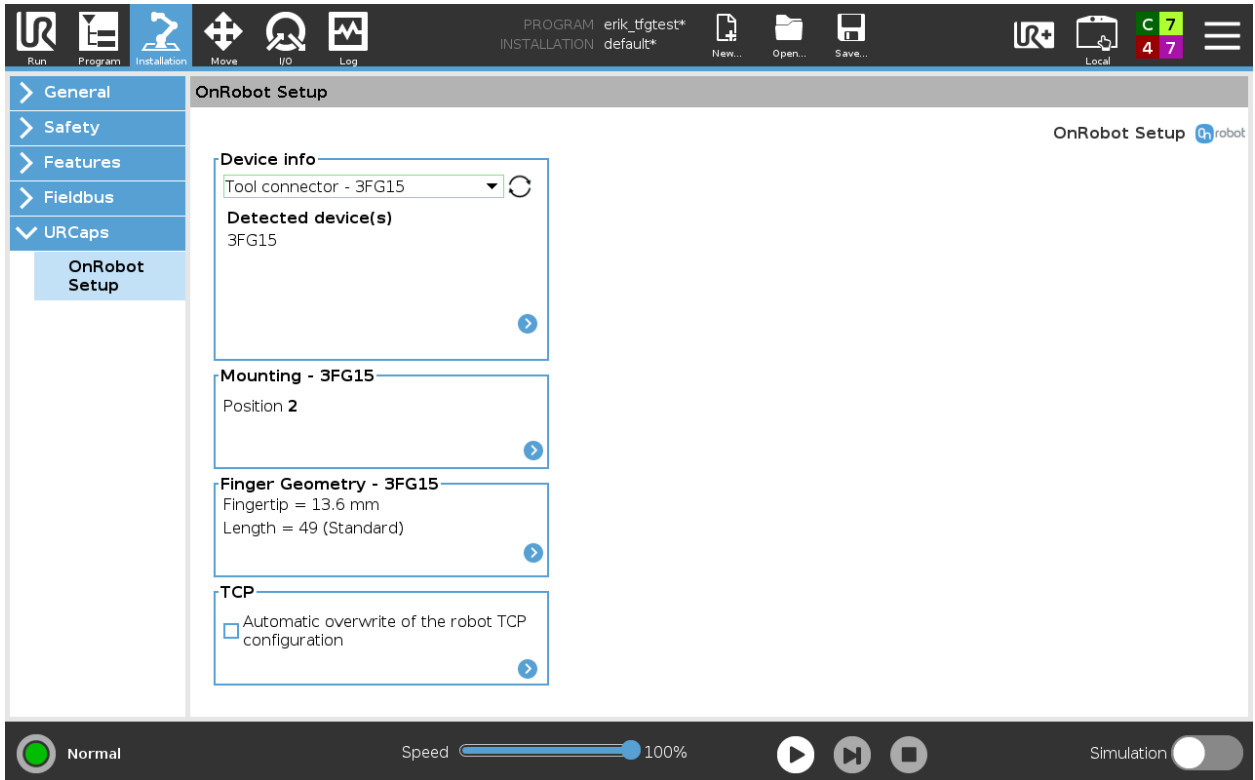 PROGRAM erik_tfgtest*
INSTALLATION default*
Run
Program
Installation
Move
I/O
Log
New...
Open...
Save...
UR+
Local
C 7
4 7
General
Safety
Features
Fieldbus
URCaps
OnRobot
Setup
OnRobot Setup
OnRobot Setup On robot
Device info
Tool connector - 3FG15
Detected device(s)
3FG15
Mounting - 3FG15
Position 2
Finger Geometry - 3FG15
Fingertip = 13.6 mm
Length = 49 (Standard)
TCP
Automatic overwrite of the robot TCP
configuration
Normal
Speed 100%
Simulation